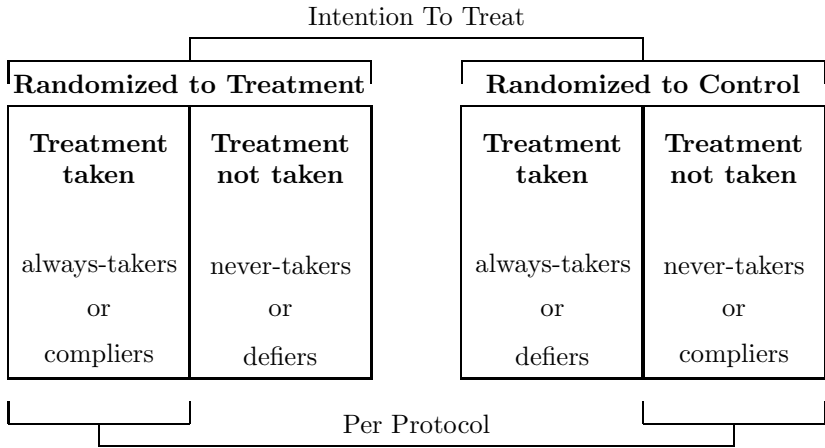 Intention To Treat
Randomized to Treatment
Randomized to Control
Treatment
taken
Treatment
not taken
Treatment
taken
Treatment
not taken
always-takers
or
compliers
never-takers
or
defiers
always-takers
or
defiers
never-takers
or
compliers
Per Protocol